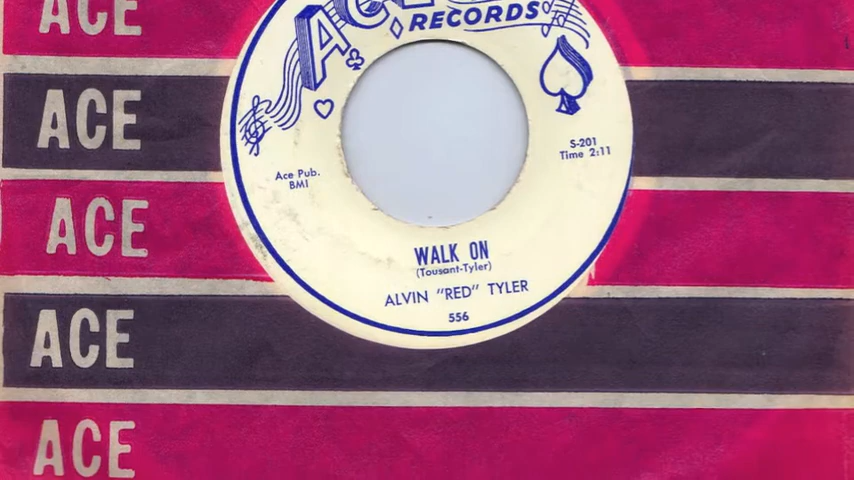 ACE
ACE
ACE
ACE
ACE
ACE
RECORDS
S-201
Time 2:11
Ace Pub.
BMI
WALK ON
(Tousant-Tyler)
ALVIN "RED" TYLER
556